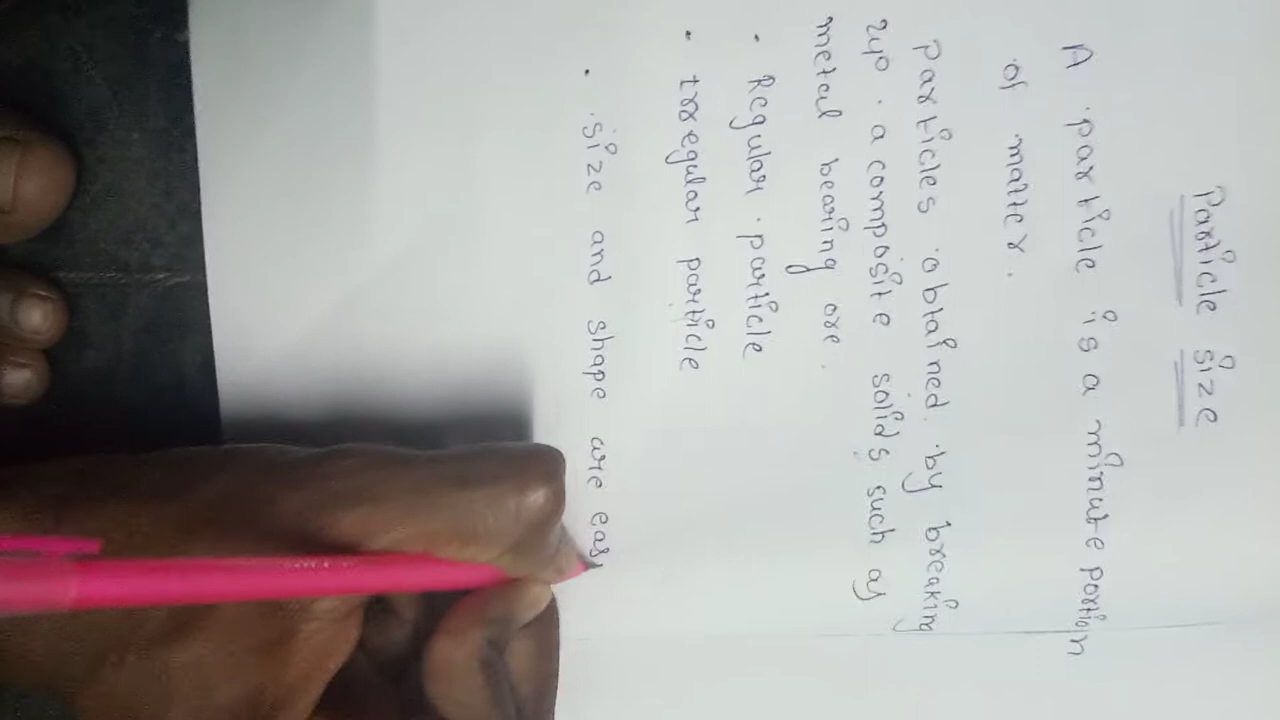 Particle size
A particle is a minute portion
of matter.
Particles obtained by breaking
up a composite solids such as
metal bearing ore.
• Regular particle
• Irregular particle
• size and shape are eas